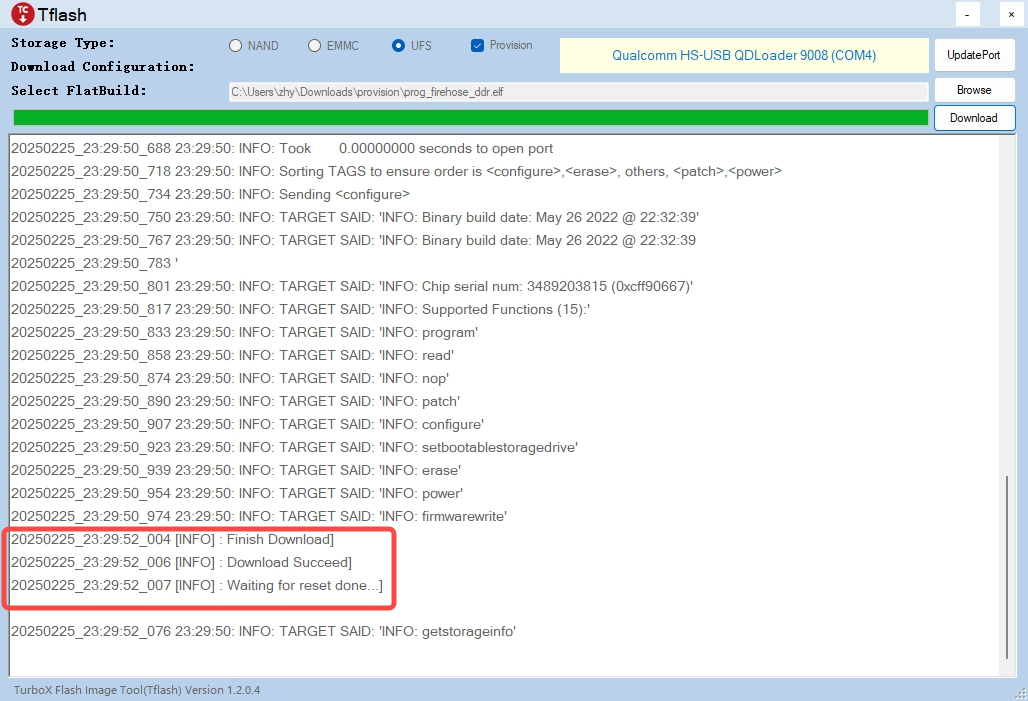 TC Tflash - ×
Storage Type: NAND EMMC UFS Provision
Qualcomm HS-USB QDLoader 9008 (COM4) UpdatePort
Download Configuration:
Select FlatBuild: C:\Users\zhy\Downloads\provision\prog_firehose_ddr.elf Browse
Download
20250225_23:29:50_688 23:29:50: INFO: Took 0.00000000 seconds to open port
20250225_23:29:50_718 23:29:50: INFO: Sorting TAGS to ensure order is <configure>,<erase>, others, <patch>,<power>
20250225_23:29:50_734 23:29:50: INFO: Sending <configure>
20250225_23:29:50_750 23:29:50: INFO: TARGET SAID: 'INFO: Binary build date: May 26 2022 @ 22:32:39'
20250225_23:29:50_767 23:29:50: INFO: TARGET SAID: 'INFO: Binary build date: May 26 2022 @ 22:32:39
20250225_23:29:50_783 '
20250225_23:29:50_801 23:29:50: INFO: TARGET SAID: 'INFO: Chip serial num: 3489203815 (0xcff90667)'
20250225_23:29:50_817 23:29:50: INFO: TARGET SAID: 'INFO: Supported Functions (15):'
20250225_23:29:50_833 23:29:50: INFO: TARGET SAID: 'INFO: program'
20250225_23:29:50_858 23:29:50: INFO: TARGET SAID: 'INFO: read'
20250225_23:29:50_874 23:29:50: INFO: TARGET SAID: 'INFO: nop'
20250225_23:29:50_890 23:29:50: INFO: TARGET SAID: 'INFO: patch'
20250225_23:29:50_907 23:29:50: INFO: TARGET SAID: 'INFO: configure'
20250225_23:29:50_923 23:29:50: INFO: TARGET SAID: 'INFO: setbootablestoragedrive'
20250225_23:29:50_939 23:29:50: INFO: TARGET SAID: 'INFO: erase'
20250225_23:29:50_954 23:29:50: INFO: TARGET SAID: 'INFO: power'
20250225_23:29:50_974 23:29:50: INFO: TARGET SAID: 'INFO: firmwarewrite'
20250225_23:29:52_004 [INFO] : Finish Download]
20250225_23:29:52_006 [INFO] : Download Succeed]
20250225_23:29:52_007 [INFO] : Waiting for reset done...]
20250225_23:29:52_076 23:29:50: INFO: TARGET SAID: 'INFO: getstorageinfo'
TurboX Flash Image Tool(Tflash) Version 1.2.0.4